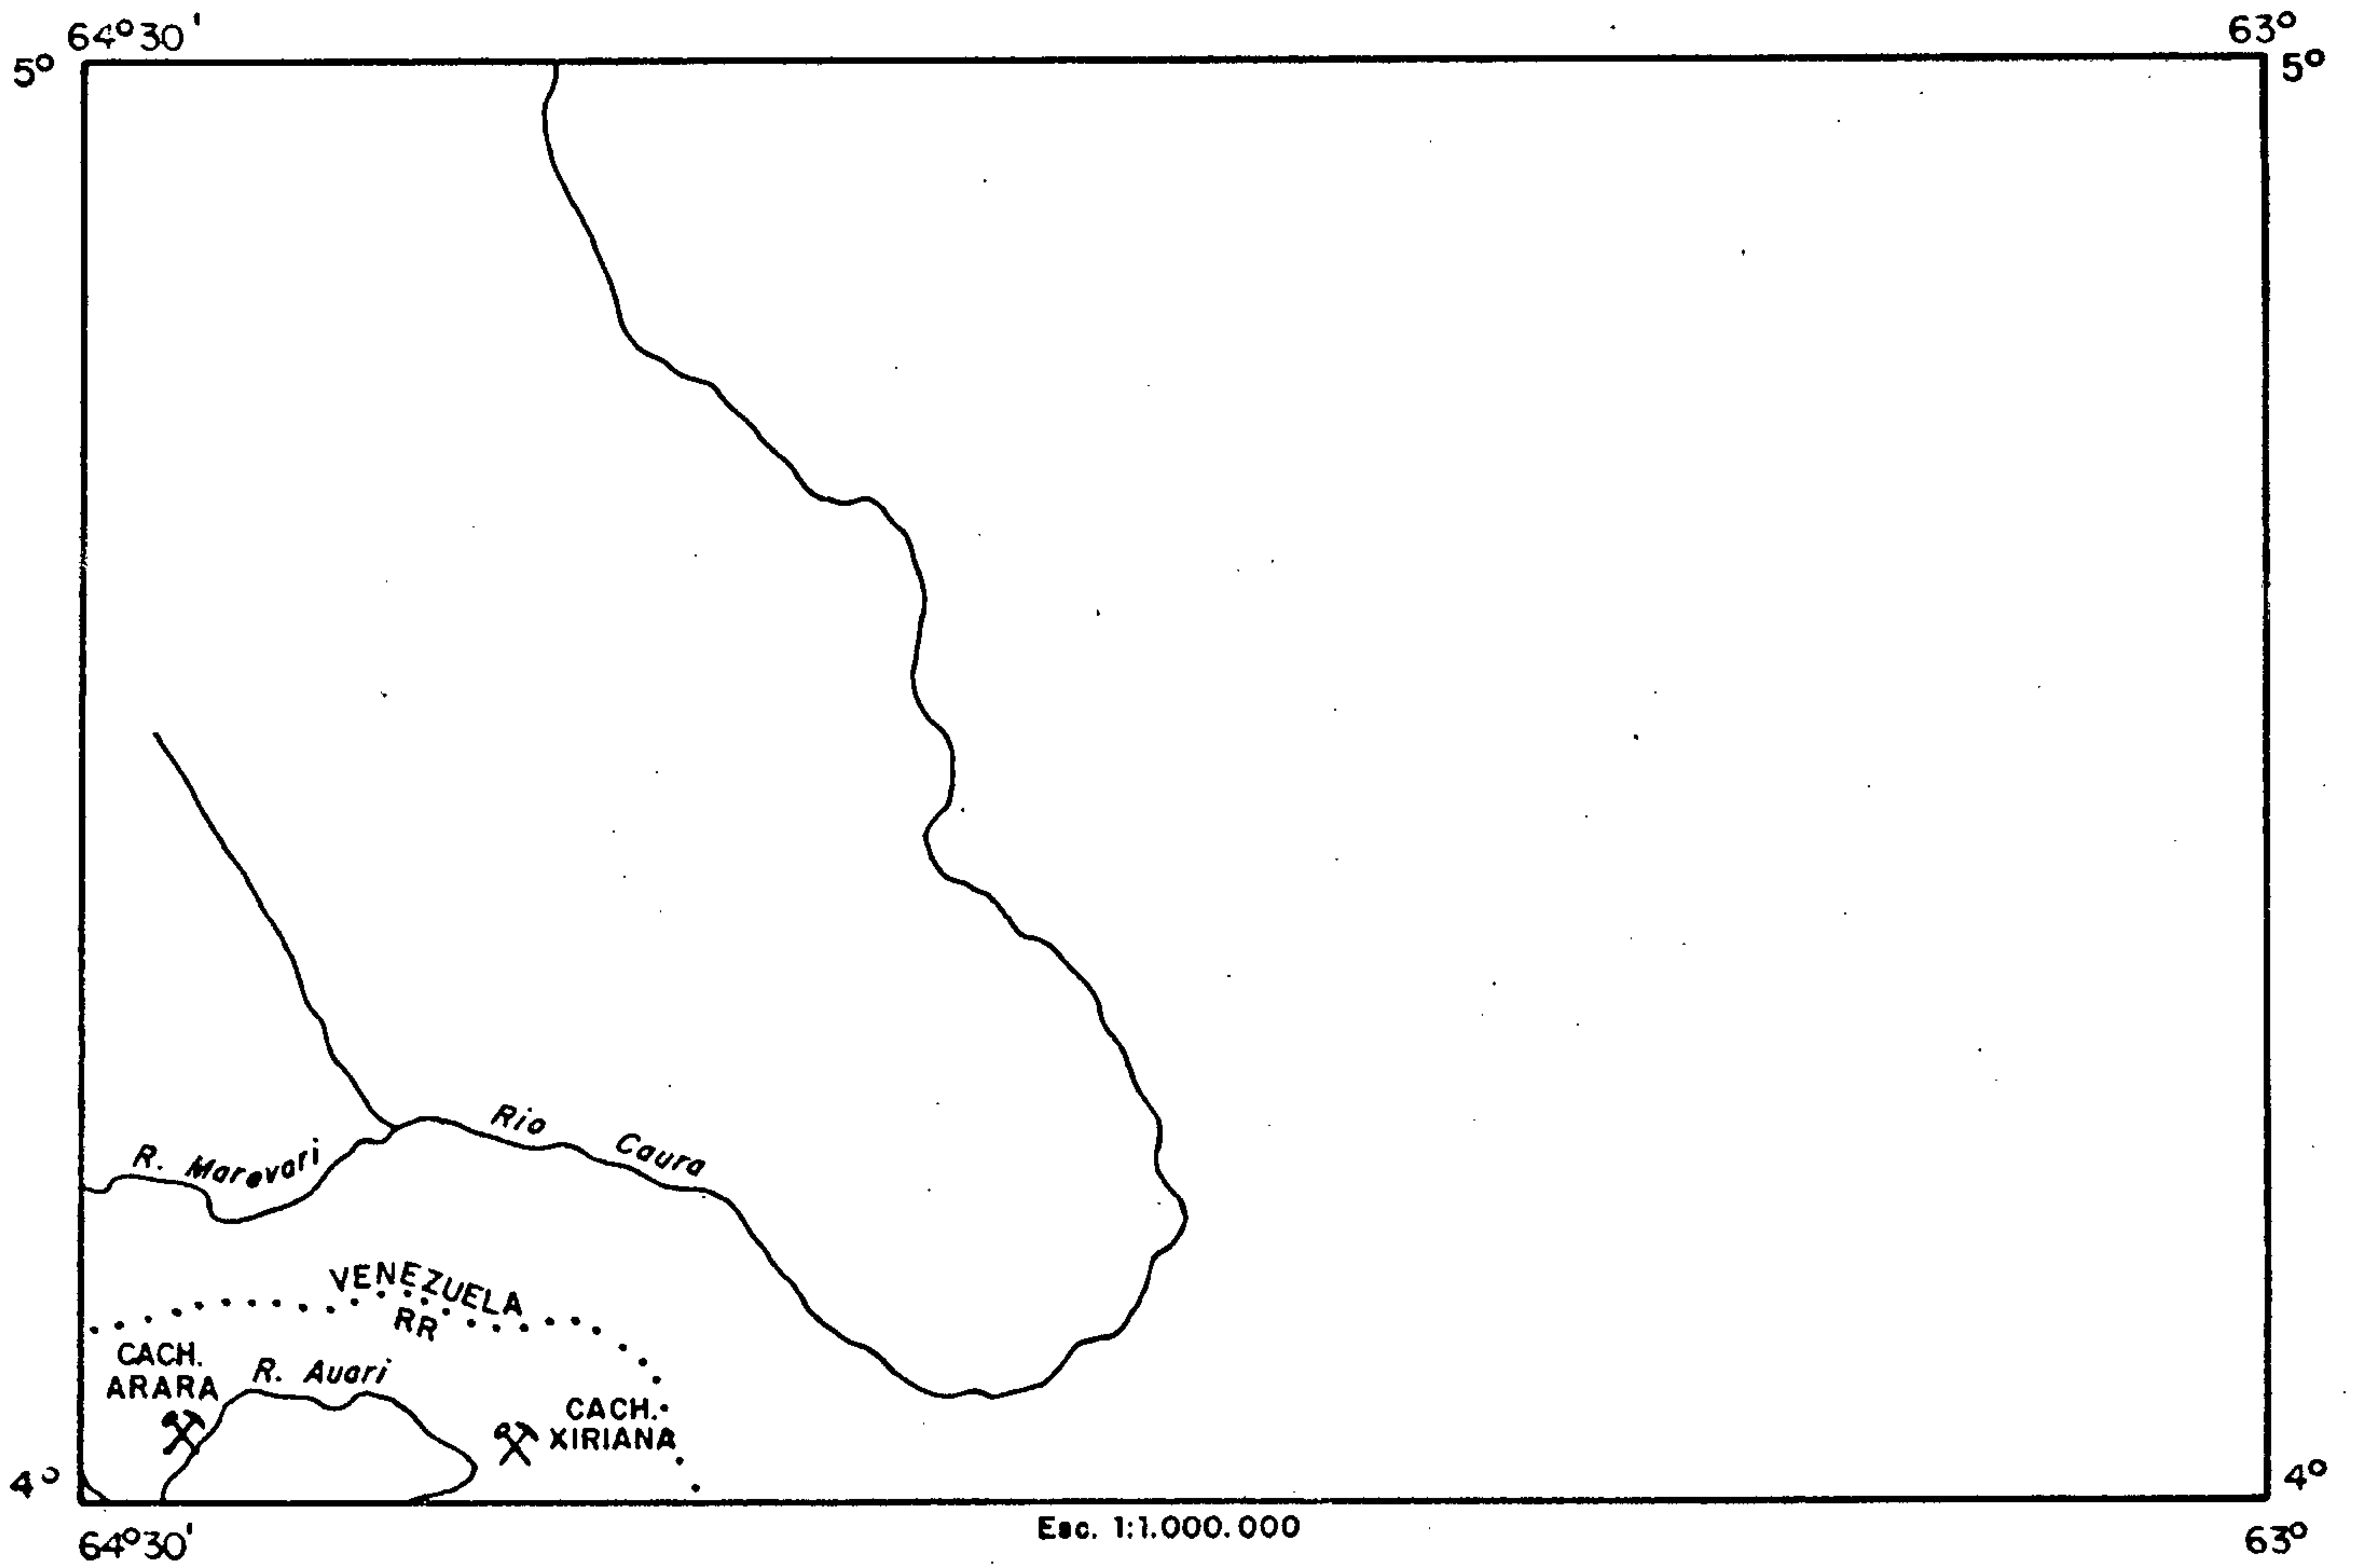 64°30'
63°
5°
5°
Rio Caura
R. Marevari
VENEZUELA
RR
CACH.
ARARA
R. Auari
CACH.
XIRIANA
4°
4°
64°30'
Esc. 1:1.000.000
63°